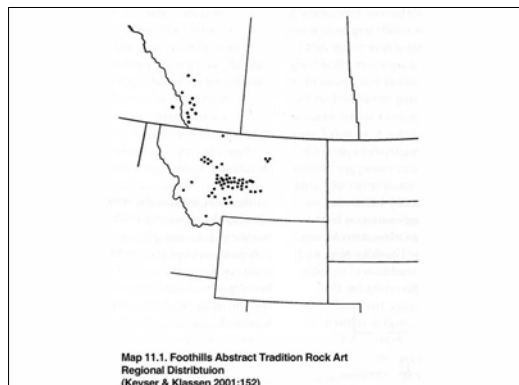 Map 11.1. Foothills Abstract Tradition Rock Art
Regional Distribtuion
(Keyser & Klassen 2001:152)